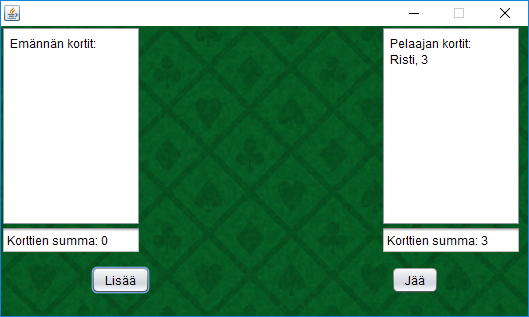 Emännän kortit:
Pelaajan kortit:
Risti, 3
Korttien summa: 0
Korttien summa: 3
Lisää
Jää